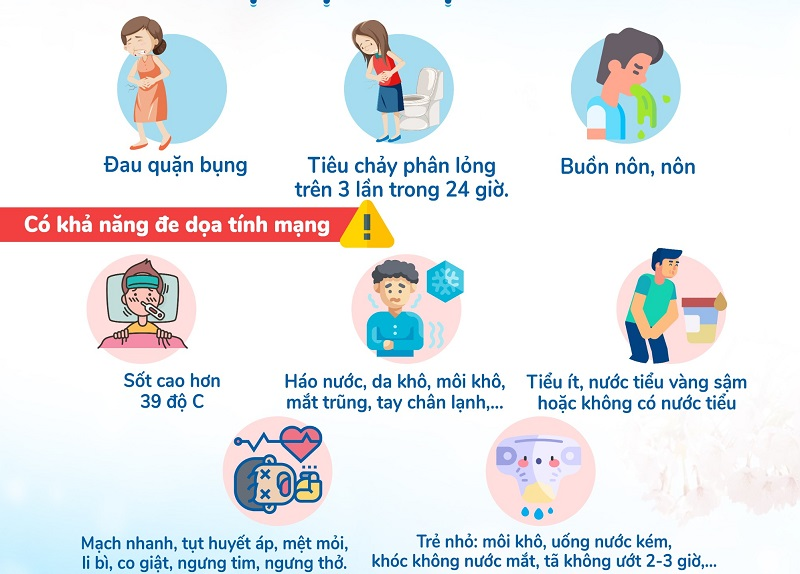 Đau quặn bụng
Tiêu chảy phân lỏng
trên 3 lần trong 24 giờ.
Buồn nôn, nôn
Có khả năng đe dọa tính mạng
Sốt cao hơn
39 độ C
Háo nước, da khô, môi khô,
mắt trũng, tay chân lạnh,...
Tiểu ít, nước tiểu vàng sậm
hoặc không có nước tiểu
Mạch nhanh, tụt huyết áp, mệt mỏi,
li bì, co giật, ngưng tim, ngưng thở.
Trẻ nhỏ: môi khô, uống nước kém,
khóc không nước mắt, tã không ướt 2-3 giờ,...